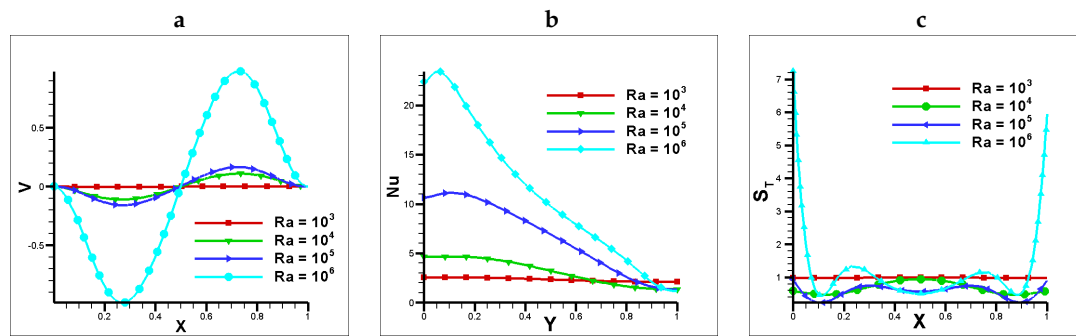 a
V
0.5
0
-0.5
0.2
0.4
0.6
0.8
1
X
Ra = 10³
Ra = 10⁴
Ra = 10⁵
Ra = 10⁶
b
Nu
20
15
10
5
0
0
0.2
0.4
0.6
0.8
1
Y
Ra = 10³
Ra = 10⁴
Ra = 10⁵
Ra = 10⁶
c
S_T
7
6
5
4
3
2
1
0
0.2
0.4
0.6
0.8
1
X
Ra = 10³
Ra = 10⁴
Ra = 10⁵
Ra = 10⁶